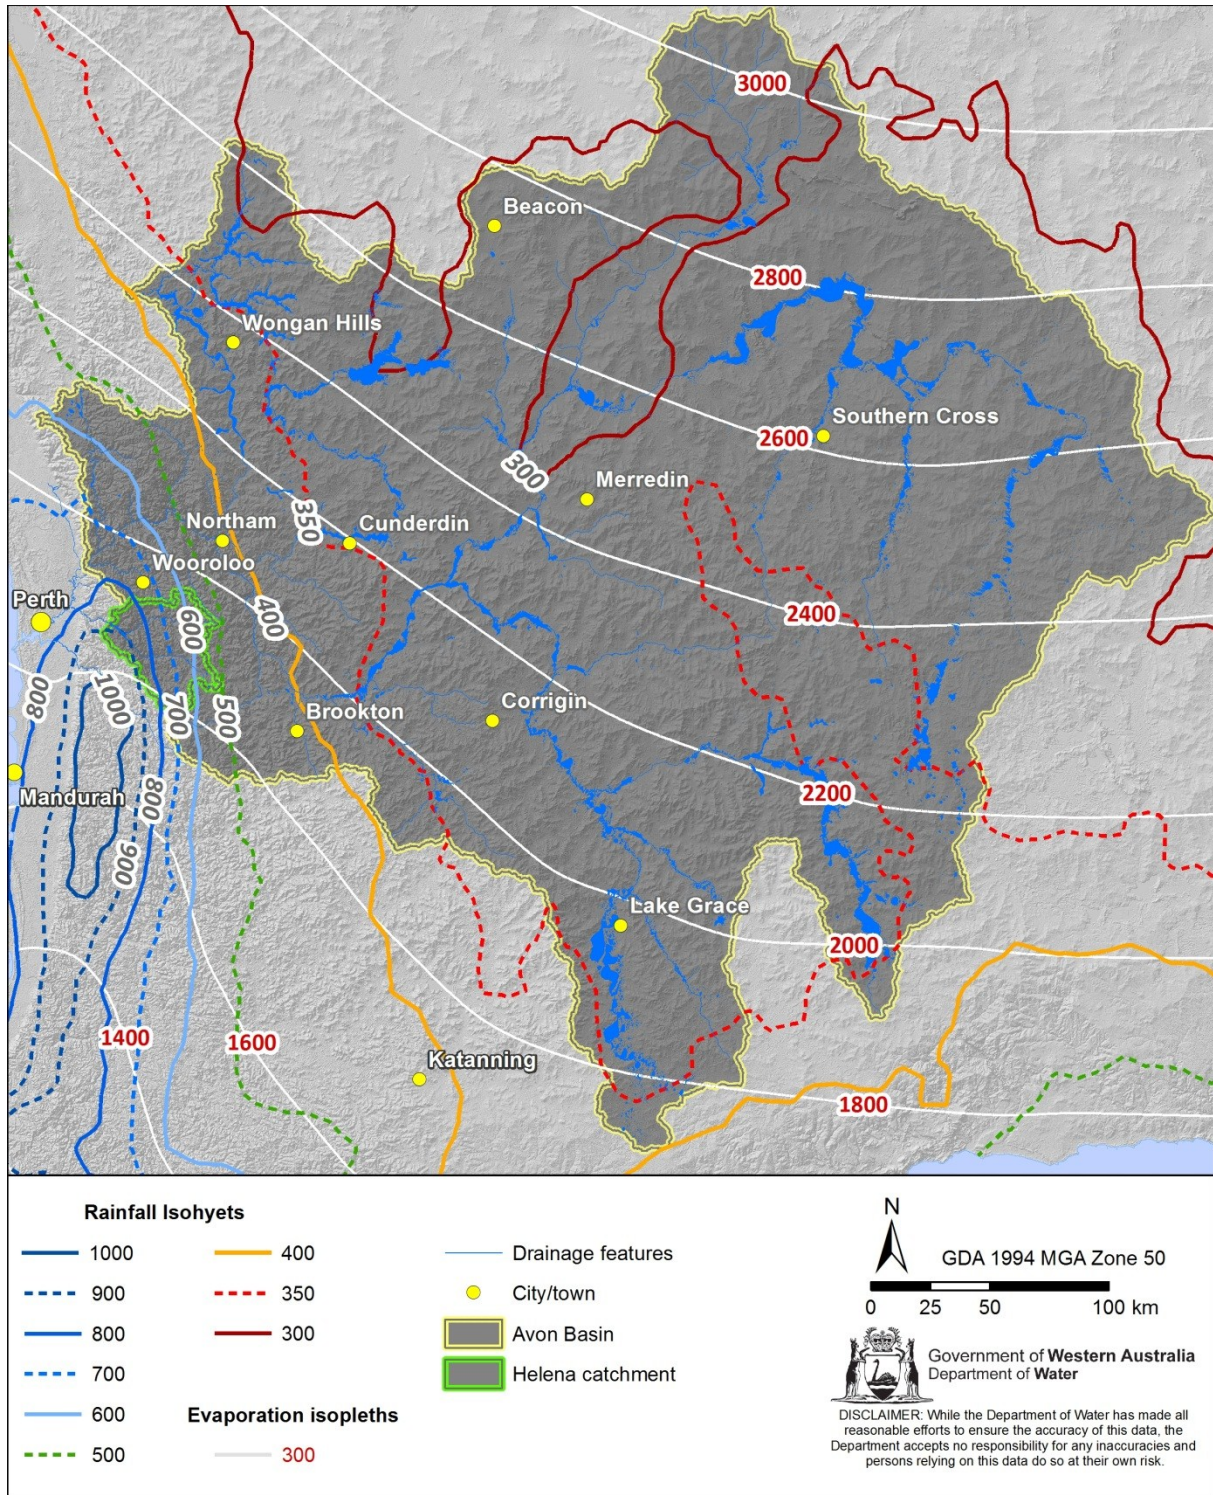 3000
Beacon
2800
Wongan Hills
Southern Cross
2600
300
Merredin
350
Northam
Cunderdin
Wooroloo
Perth
600
400
2400
800
1000
700
500
Brookton
Corrigin
Mandurah
800
2200
900
Lake Grace
2000
1400
1600
Katanning
1800
Rainfall Isohyets
1000
900
800
700
600
500
400
350
300
Evaporation isopleths
300
Drainage features
City/town
Avon Basin
Helena catchment
N
GDA 1994 MGA Zone 50
0 25 50 100 km
Government of Western Australia
Department of Water
DISCLAIMER: While the Department of Water has made all
reasonable efforts to ensure the accuracy of this data, the
Department accepts no responsibility for any inaccuracies and
persons relying on this data do so at their own risk.